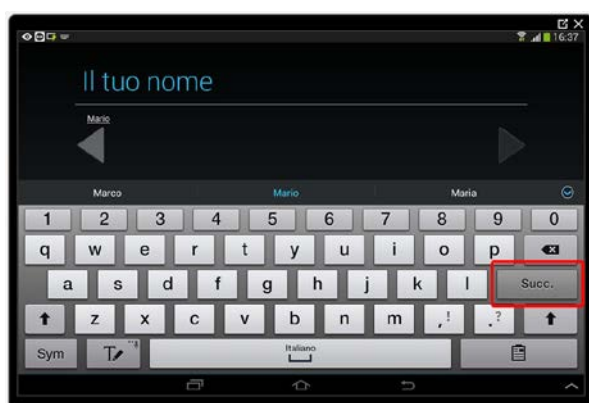 16:37
Il tuo nome
Mario
Marco Mario Maria
1 2 3 4 5 6 7 8 9 0
q w e r t y u i o p
a s d f g h j k l Succ.
z x c v b n m , ! . ?
Sym T Italiano